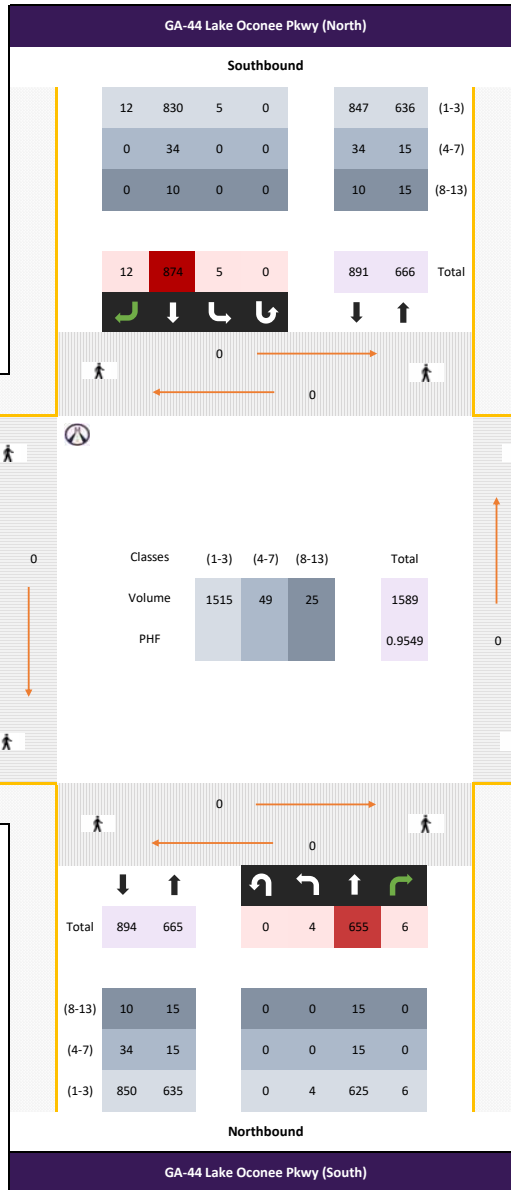 GA-44 Lake Oconee Pkwy (North)
Southbound
12 830 5 0 847 636 (1-3)
0 34 0 0 34 15 (4-7)
0 10 0 0 10 15 (8-13)
12 874 5 0 891 666 Total
0
0
0
Classes (1-3) (4-7) (8-13) Total
Volume 1515 49 25 1589
PHF 0.9549
0
0
0
Total 894 665 0 4 655 6
(8-13) 10 15 0 0 15 0
(4-7) 34 15 0 0 15 0
(1-3) 850 635 0 4 625 6
Northbound
GA-44 Lake Oconee Pkwy (South)